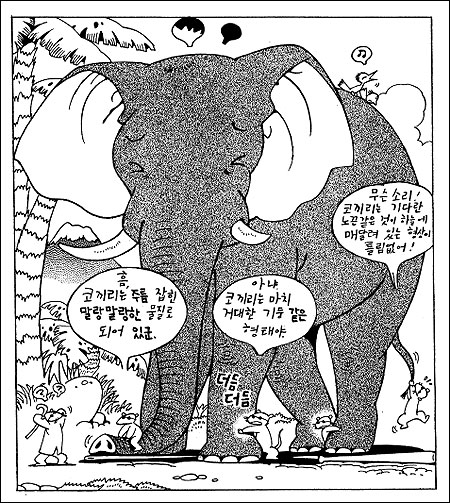 흠,
코끼리는 주름 잡힌
말랑말랑한 물질로
되어 있군.
아냐
코끼리는 마치
거대한 기둥 같은
형태야.
무슨 소리!
코끼리는 기다란
노끈같은 것이 하늘에
매달려 있는 형상이
틀림없어!
더듬
더듬